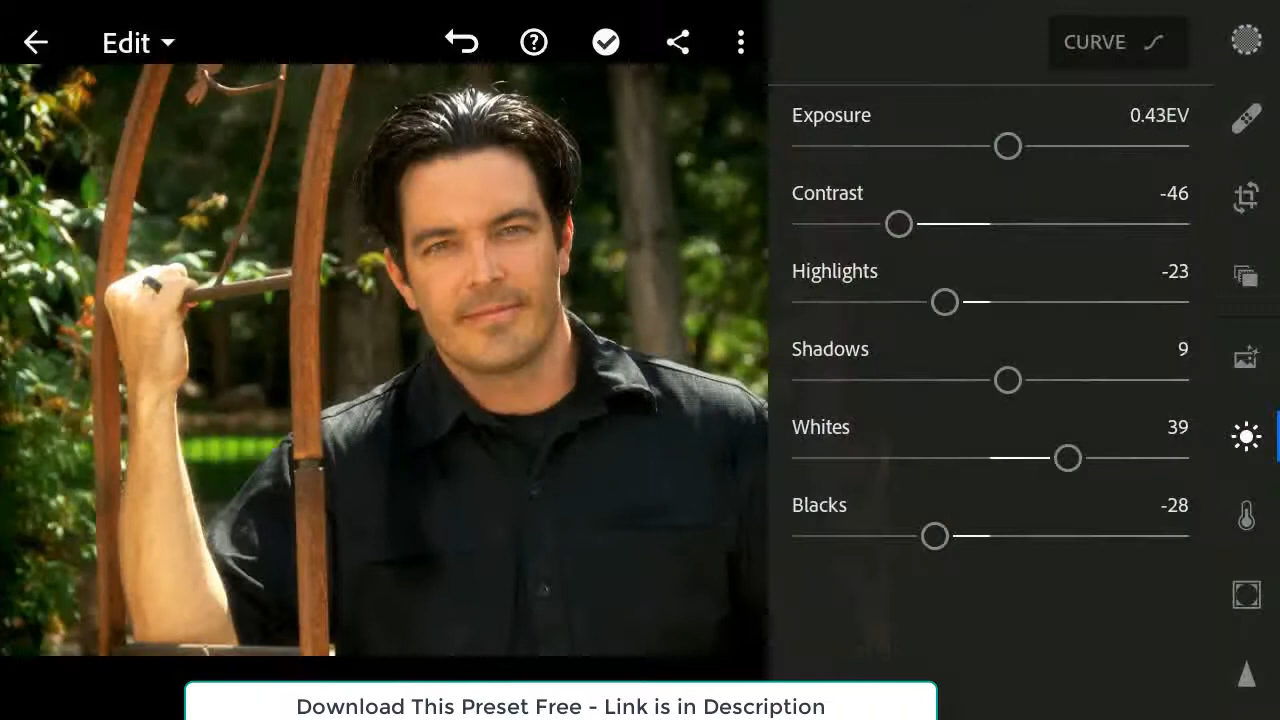 Edit
CURVE
Exposure 0.43EV
Contrast -46
Highlights -23
Shadows 9
Whites 39
Blacks -28
Download This Preset Free - Link is in Description